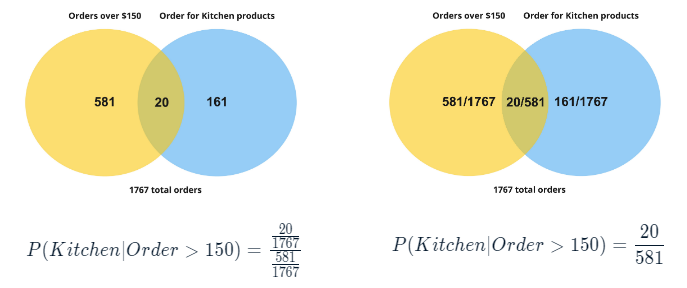 Orders over $150 Order for Kitchen products
581 20 161
1767 total orders
P(Kitchen|Order > 150) = \frac{\frac{20}{1767}}{\frac{581}{1767}}
Orders over $150 Order for Kitchen products
581/1767 20/581 161/1767
1767 total orders
P(Kitchen|Order > 150) = \frac{20}{581}